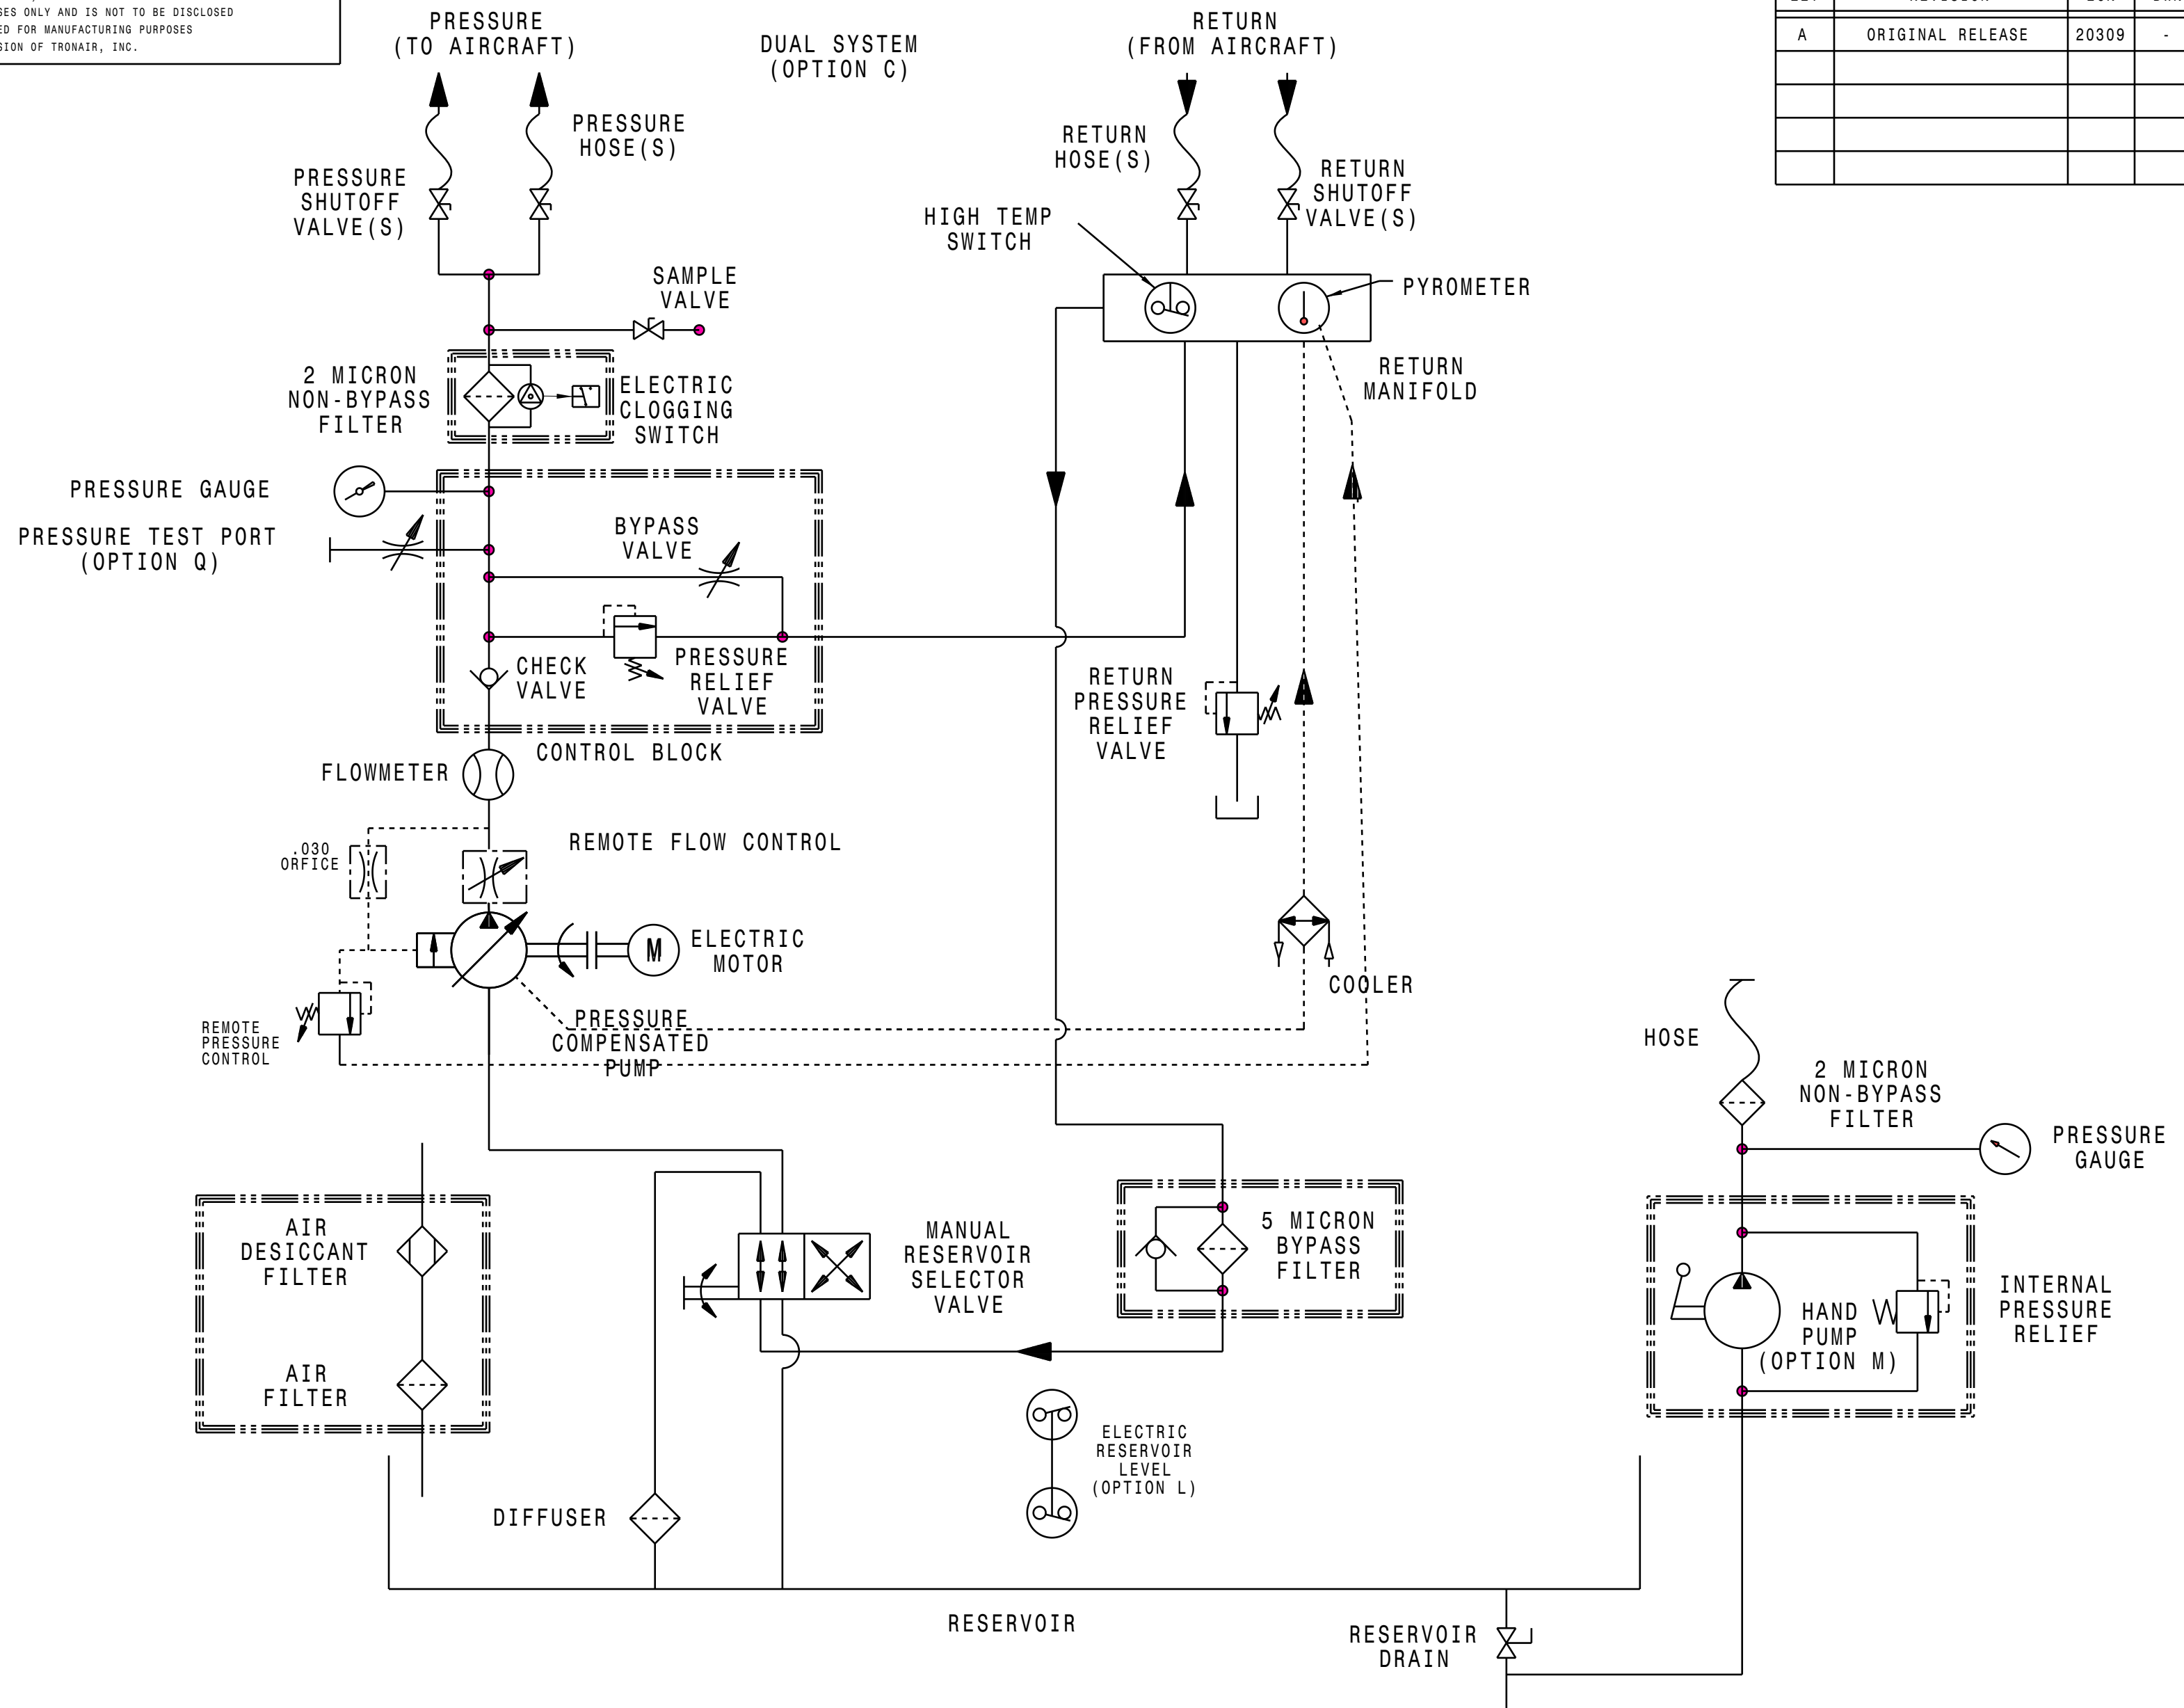 SES ONLY AND IS NOT TO BE DISCLOSED
ED FOR MANUFACTURING PURPOSES
SION OF TRONAIR, INC.
PRESSURE
(TO AIRCRAFT)
DUAL SYSTEM
(OPTION C)
RETURN
(FROM AIRCRAFT)
A ORIGINAL RELEASE 20309 -
PRESSURE
HOSE(S)
PRESSURE
SHUTOFF
VALVE(S)
RETURN
HOSE(S)
RETURN
SHUTOFF
VALVE(S)
HIGH TEMP
SWITCH
SAMPLE
VALVE
PYROMETER
RETURN
MANIFOLD
2 MICRON
NON-BYPASS
FILTER
ELECTRIC
CLOGGING
SWITCH
PRESSURE GAUGE
PRESSURE TEST PORT
(OPTION Q)
BYPASS
VALVE
CHECK
VALVE
PRESSURE
RELIEF
VALVE
RETURN
PRESSURE
RELIEF
VALVE
CONTROL BLOCK
FLOWMETER
REMOTE FLOW CONTROL
.030
ORFICE
M
ELECTRIC
MOTOR
COOLER
REMOTE
PRESSURE
CONTROL
PRESSURE
COMPENSATED
PUMP
HOSE
2 MICRON
NON-BYPASS
FILTER
PRESSURE
GAUGE
AIR
DESICCANT
FILTER
AIR
FILTER
MANUAL
RESERVOIR
SELECTOR
VALVE
5 MICRON
BYPASS
FILTER
HAND
PUMP
(OPTION M)
INTERNAL
PRESSURE
RELIEF
ELECTRIC
RESERVOIR
LEVEL
(OPTION L)
DIFFUSER
RESERVOIR
RESERVOIR
DRAIN